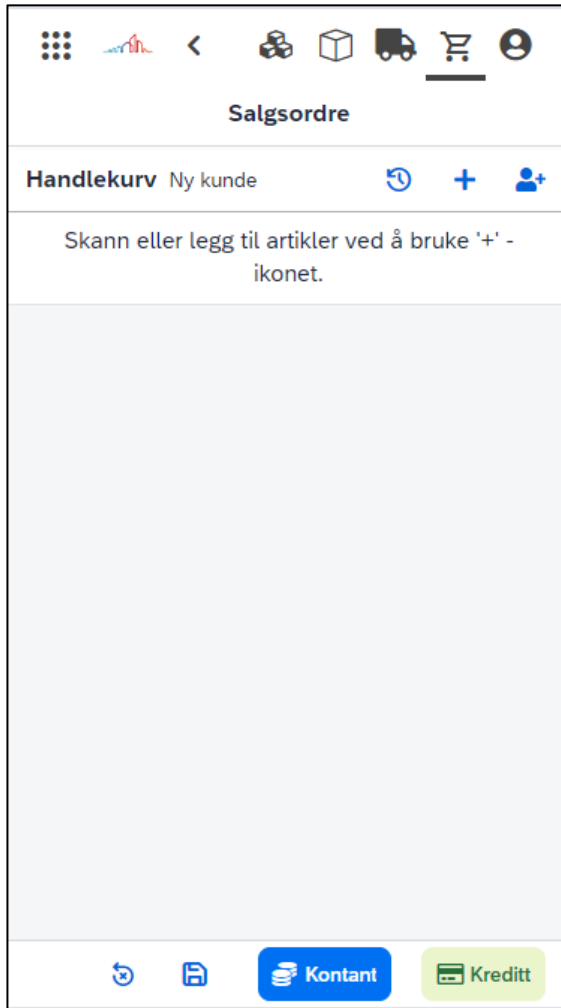 Salgsordre
Handlekurv Ny kunde
Skann eller legg til artikler ved å bruke '+' -
ikonet.
Kontant Kreditt